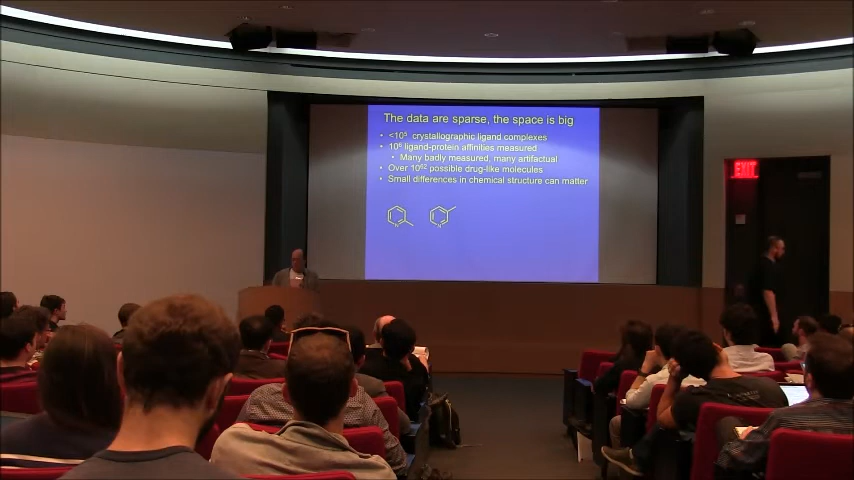 The data are sparse, the space is big
• <10⁵ crystallographic ligand complexes
• 10⁶ ligand-protein affinities measured
• Many badly measured, many artifactual
• Over 10⁶² possible drug-like molecules
• Small differences in chemical structure can matter
N
N
EXIT